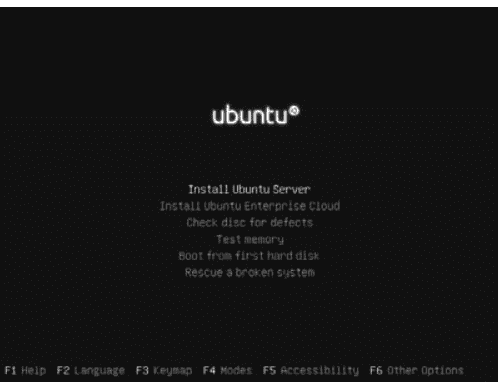 ubuntu
Install Ubuntu Server
Install Ubuntu Enterprise Cloud
Check disc for defects
Test memory
Boot from first hard disk
Rescue a broken system
F1 Help F2 Language F3 Keymap F4 Modes F5 Accessibility F6 Other Options